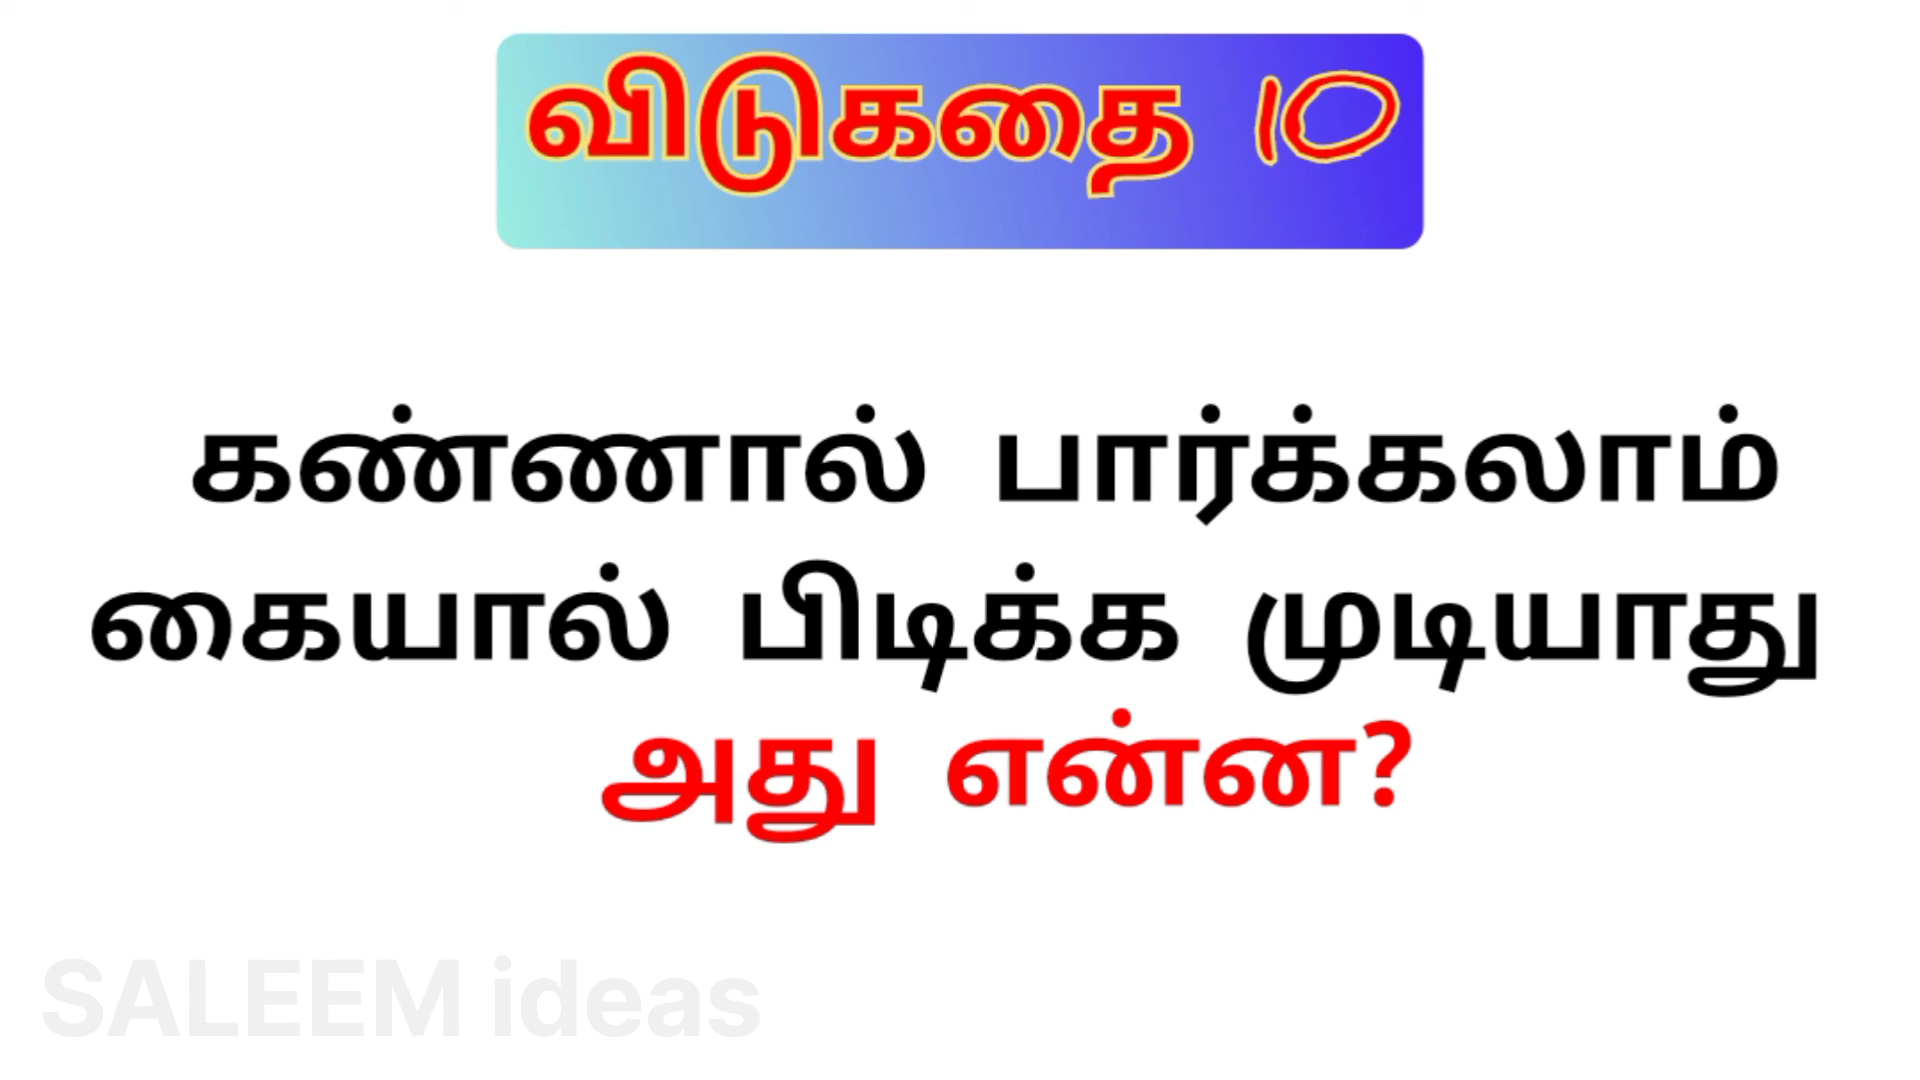 விடுகதை 10
கண்ணால் பார்க்கலாம்
கையால் பிடிக்க முடியாது
அது என்ன?
SALEEM ideas